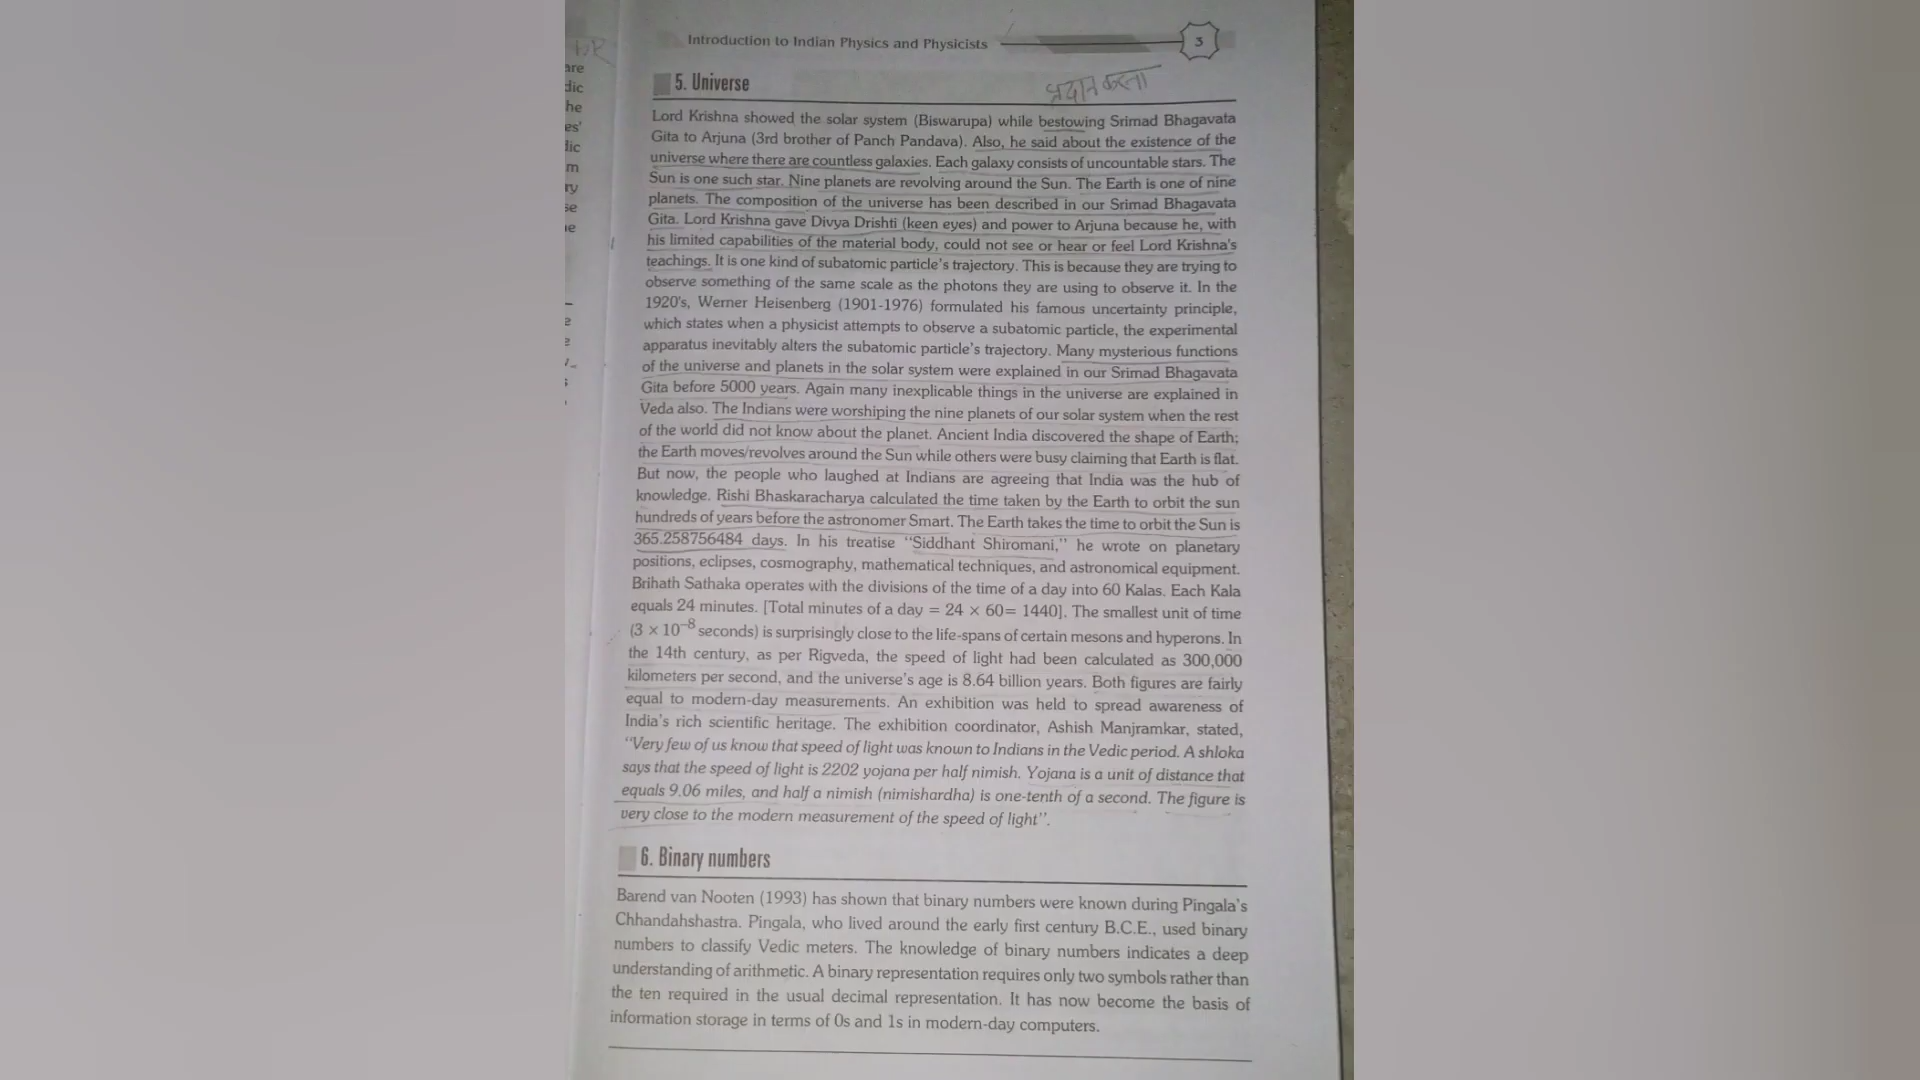 Introduction to Indian Physics and Physicists
3
are
dic
he
es'
dic
m
ry
se
प्रदान करना
5. Universe
Lord Krishna showed the solar system (Biswarupa) while bestowing Srimad Bhagavata
Gita to Arjuna (3rd brother of Panch Pandava). Also, he said about the existence of the
universe where there are countless galaxies. Each galaxy consists of uncountable stars. The
Sun is one such star. Nine planets are revolving around the Sun. The Earth is one of nine
planets. The composition of the universe has been described in our Srimad Bhagavata
Gita. Lord Krishna gave Divya Drishti (keen eyes) and power to Arjuna because he, with
his limited capabilities of the material body, could not see or hear or feel Lord Krishna's
teachings. It is one kind of subatomic particle's trajectory. This is because they are trying to
observe something of the same scale as the photons they are using to observe it. In the
1920's, Werner Heisenberg (1901-1976) formulated his famous uncertainty principle,
which states when a physicist attempts to observe a subatomic particle, the experimental
apparatus inevitably alters the subatomic particle's trajectory. Many mysterious functions
of the universe and planets in the solar system were explained in our Srimad Bhagavata
Gita before 5000 years. Again many inexplicable things in the universe are explained in
Veda also. The Indians were worshiping the nine planets of our solar system when the rest
of the world did not know about the planet. Ancient India discovered the shape of Earth;
the Earth moves/revolves around the Sun while others were busy claiming that Earth is flat.
But now, the people who laughed at Indians are agreeing that India was the hub of
knowledge. Rishi Bhaskaracharya calculated the time taken by the Earth to orbit the sun
hundreds of years before the astronomer Smart. The Earth takes the time to orbit the Sun is
365.258756484 days. In his treatise “Siddhant Shiromani,” he wrote on planetary
positions, eclipses, cosmography, mathematical techniques, and astronomical equipment.
Brihath Sathaka operates with the divisions of the time of a day into 60 Kalas. Each Kala
equals 24 minutes. [Total minutes of a day = 24 × 60= 1440]. The smallest unit of time
(3 × 10⁻⁸ seconds) is surprisingly close to the life-spans of certain mesons and hyperons. In
the 14th century, as per Rigveda, the speed of light had been calculated as 300,000
kilometers per second, and the universe's age is 8.64 billion years. Both figures are fairly
equal to modern-day measurements. An exhibition was held to spread awareness of
India's rich scientific heritage. The exhibition coordinator, Ashish Manjramkar, stated,
“Very few of us know that speed of light was known to Indians in the Vedic period. A shloka
says that the speed of light is 2202 yojana per half nimish. Yojana is a unit of distance that
equals 9.06 miles, and half a nimish (nimishardha) is one-tenth of a second. The figure is
very close to the modern measurement of the speed of light”.
6. Binary numbers
Barend van Nooten (1993) has shown that binary numbers were known during Pingala's
Chhandahshastra. Pingala, who lived around the early first century B.C.E., used binary
numbers to classify Vedic meters. The knowledge of binary numbers indicates a deep
understanding of arithmetic. A binary representation requires only two symbols rather than
the ten required in the usual decimal representation. It has now become the basis of
information storage in terms of 0s and 1s in modern-day computers.